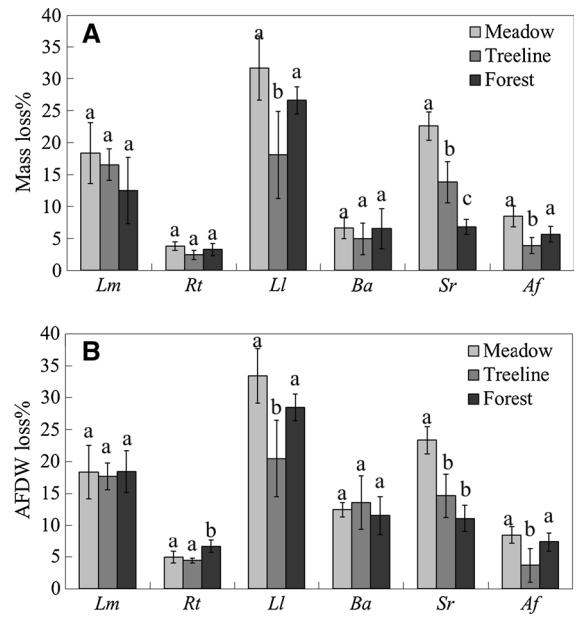 A
Mass loss%
40
35
30
25
20
15
10
5
0
Meadow
Treeline
Forest
a a a
a a a
a b a
a a a
a b c
a b a
Lm Rt Ll Ba Sr Af
B
AFDW loss%
40
35
30
25
20
15
10
5
0
Meadow
Treeline
Forest
a a a
a a b
a b a
a a a
a b b
a b a
Lm Rt Ll Ba Sr Af